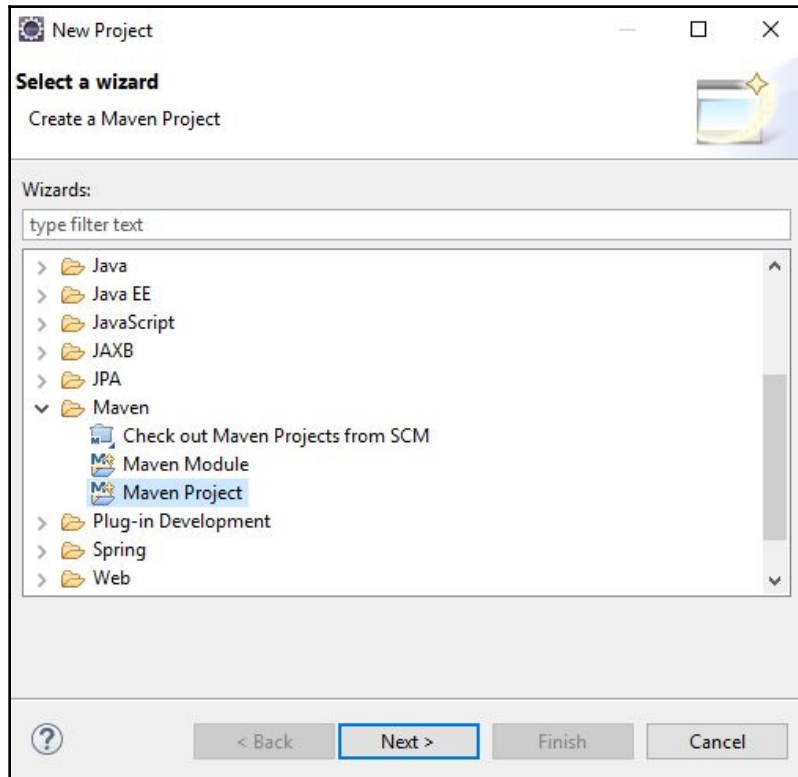 New Project
Select a wizard
Create a Maven Project
Wizards:
type filter text
Java
Java EE
JavaScript
JAXB
JPA
Maven
Check out Maven Projects from SCM
Maven Module
Maven Project
Plug-in Development
Spring
Web
?
< Back
Next >
Finish
Cancel